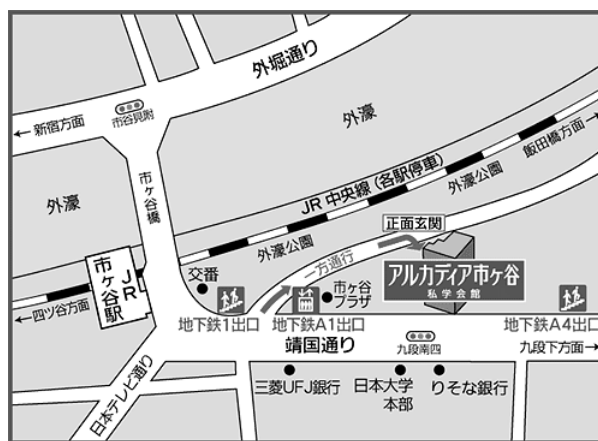 外堀通り
←新宿方面
市谷見附
外濠
飯田橋方面→
市ヶ谷橋
JR中央線（各駅停車）
外濠公園
外濠
正面玄関
外濠公園
一方通行
アルカディア市ヶ谷
私学会館
JR
市ヶ谷駅
交番
市ヶ谷
プラザ
←四ツ谷方面
地下鉄1出口
地下鉄A1出口
地下鉄A4出口
靖国通り
九段南四
九段下方面→
日本テレビ通り
三菱UFJ銀行
日本大学
本部
りそな銀行